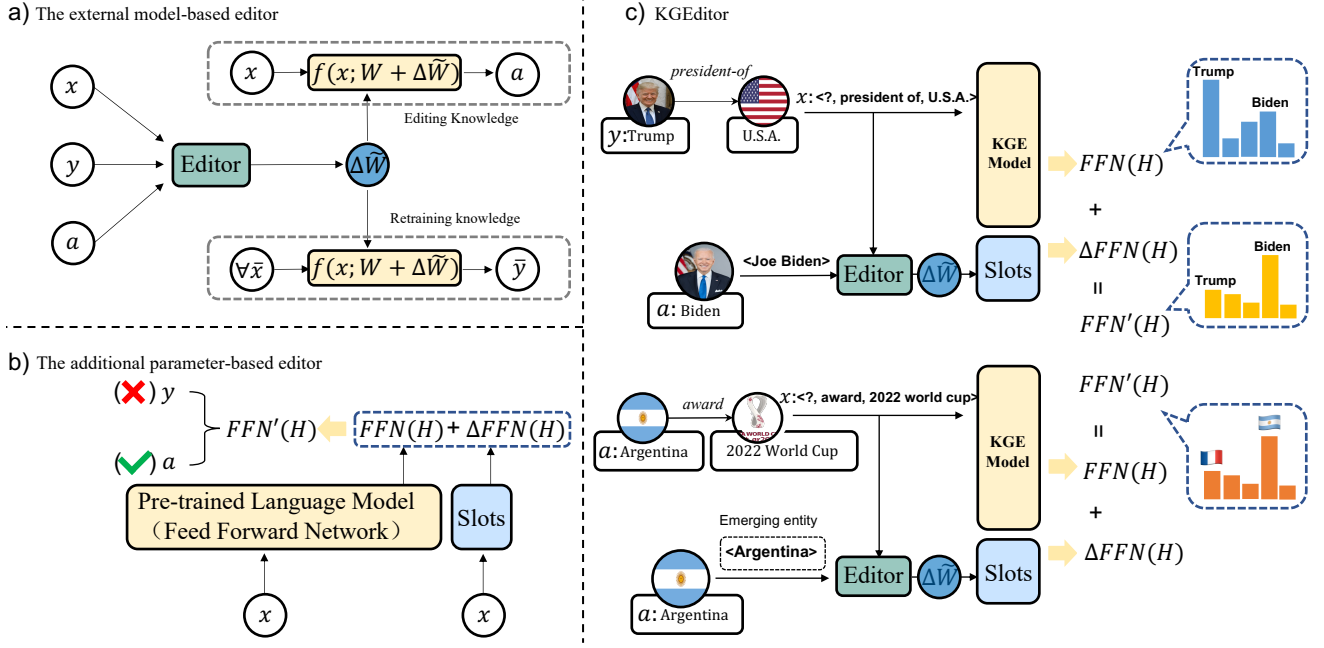 a) The external model-based editor
x
y
a
Editor
ΔW̃
x
f(x; W + ΔW̃)
a
Editing Knowledge
Retraining knowledge
∀x̄
f(x; W + ΔW̃)
ȳ
b) The additional parameter-based editor
(❌) y
(✓) a
FFN′(H)
FFN(H) + ΔFFN(H)
Pre-trained Language Model
（Feed Forward Network）
Slots
x
x
c) KGEditor
president-of
x: <?, president of, U.S.A.>
y: Trump
U.S.A.
KGE
Model
FFN(H)
Trump
Biden
+
<Joe Biden>
a: Biden
Editor
ΔW̃
Slots
ΔFFN(H)
=
FFN′(H)
Biden
Trump
award
x: <?, award, 2022 world cup>
a: Argentina
2022 World Cup
KGE
Model
FFN′(H)
=
FFN(H)
+
Emerging entity
<Argentina>
a: Argentina
Editor
ΔW̃
Slots
ΔFFN(H)